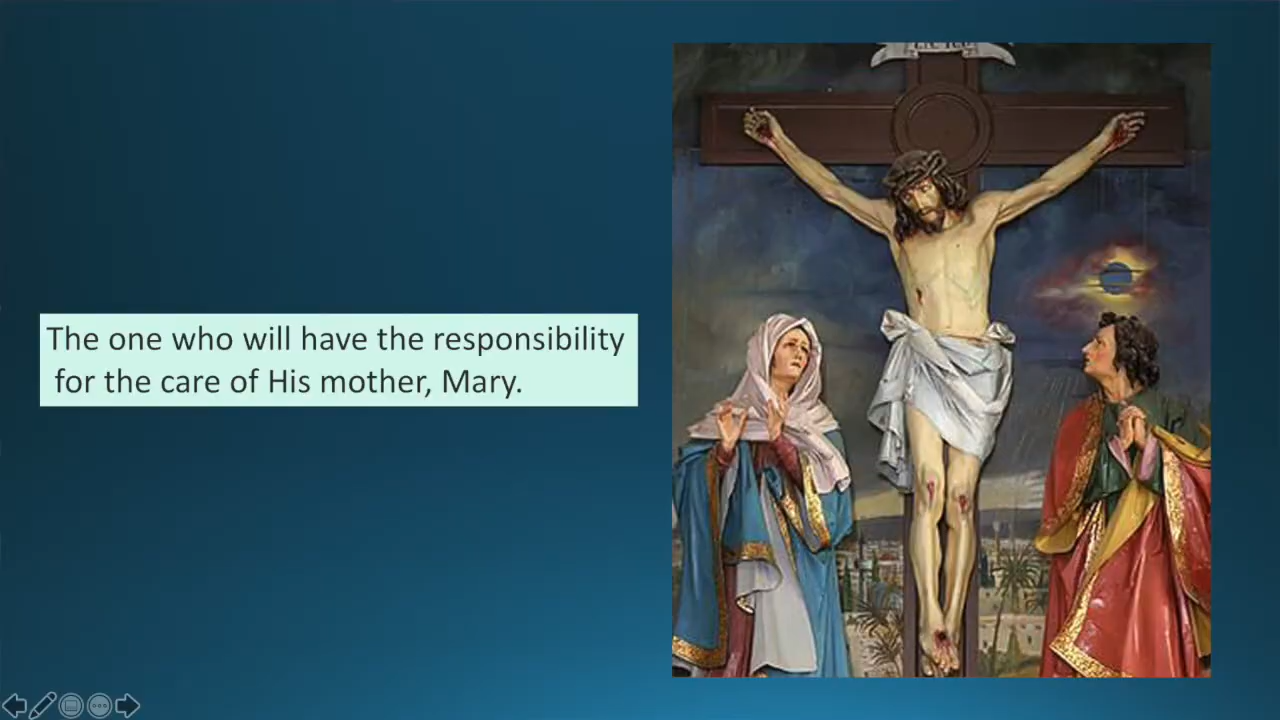 The one who will have the responsibility
for the care of His mother, Mary.